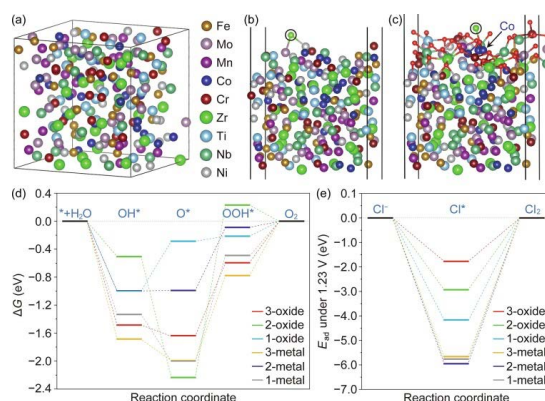 (a)
Fe
Mo
Mn
Co
Cr
Zr
Ti
Nb
Ni
(b)
(c)
Co
(d)
0.4
0.0
−0.4
−0.8
−1.2
−1.6
−2.0
−2.4
ΔG (eV)
*+H₂O
OH*
O*
OOH*
O₂
3-oxide
2-oxide
1-oxide
3-metal
2-metal
1-metal
Reaction coordinate
(e)
1.0
0.0
−1.0
−2.0
−3.0
−4.0
−5.0
−6.0
−7.0
E_ad under 1.23 V (eV)
Cl⁻
Cl*
Cl₂
3-oxide
2-oxide
1-oxide
3-metal
2-metal
1-metal
Reaction coordinate